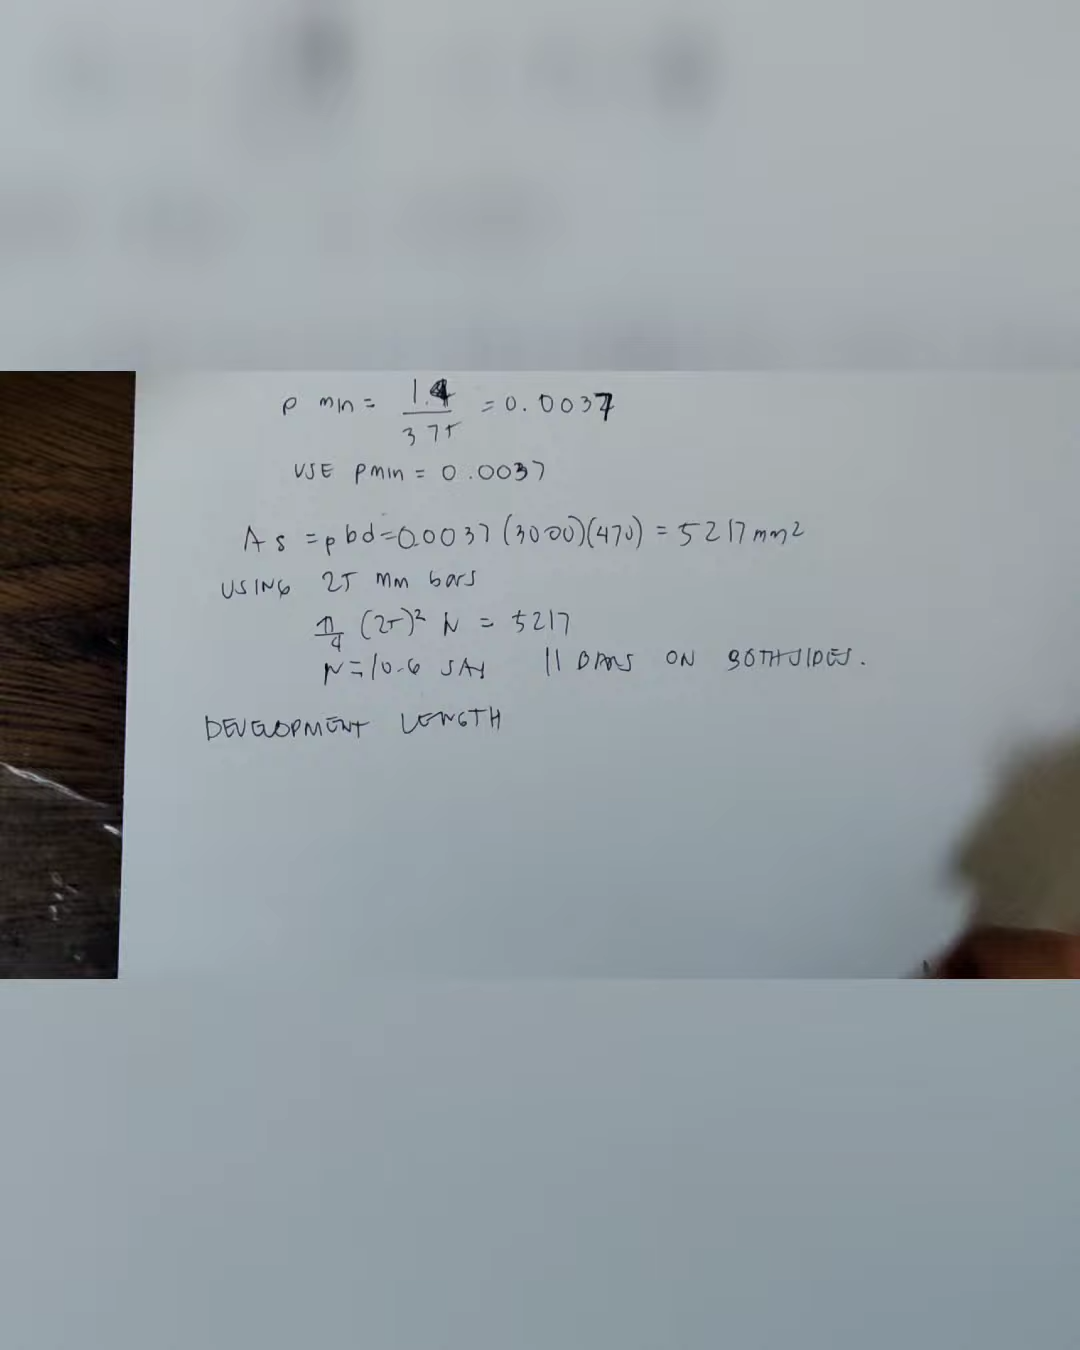 ρ min = 1.4 / 375 = 0.0037
USE ρmin = 0.0037
As = ρbd = 0.0037 (3000)(470) = 5217 mm2
USING 25 mm bars
π/4 (25)² N = 5217
N = 10.6 SAY 11 BARS ON BOTH SIDES.
DEVELOPMENT LENGTH